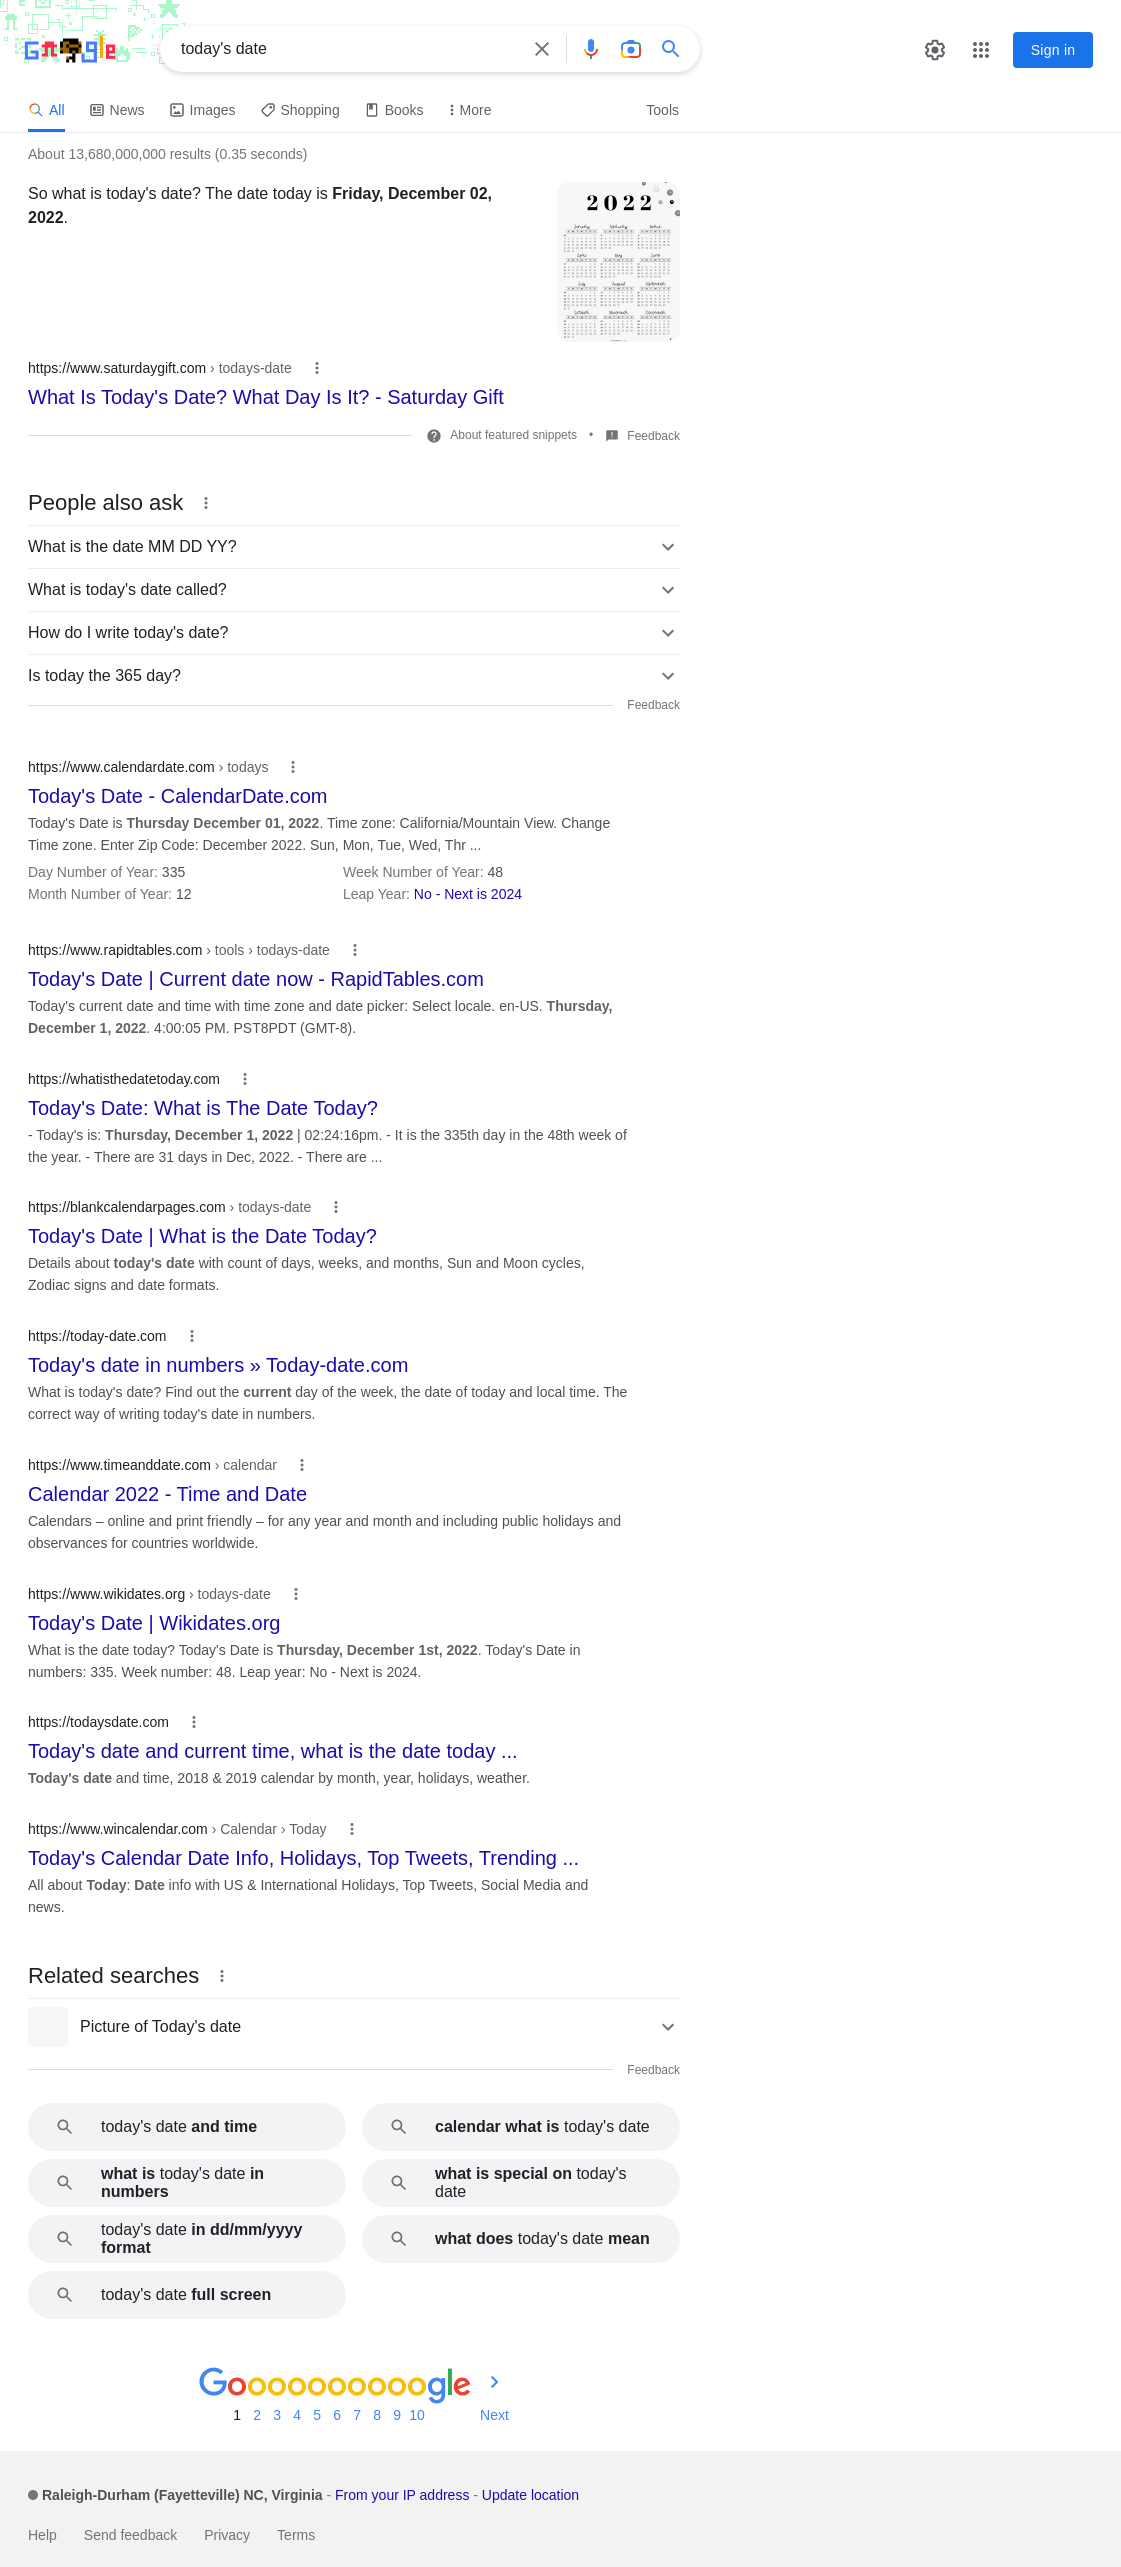 Google
today's date
Sign in
All News Images Shopping Books More Tools
About 13,680,000,000 results (0.35 seconds)
So what is today's date? The date today is Friday, December 02,
2022.
2022
https://www.saturdaygift.com › todays-date
What Is Today's Date? What Day Is It? - Saturday Gift
About featured snippets • Feedback
People also ask
What is the date MM DD YY?
What is today's date called?
How do I write today's date?
Is today the 365 day?
Feedback
https://www.calendardate.com › todays
Today's Date - CalendarDate.com
Today's Date is Thursday December 01, 2022. Time zone: California/Mountain View. Change
Time zone. Enter Zip Code: December 2022. Sun, Mon, Tue, Wed, Thr ...
Day Number of Year: 335 Week Number of Year: 48
Month Number of Year: 12 Leap Year: No - Next is 2024
https://www.rapidtables.com › tools › todays-date
Today's Date | Current date now - RapidTables.com
Today's current date and time with time zone and date picker: Select locale. en-US. Thursday,
December 1, 2022. 4:00:05 PM. PST8PDT (GMT-8).
https://whatisthedatetoday.com
Today's Date: What is The Date Today?
- Today's is: Thursday, December 1, 2022 | 02:24:16pm. - It is the 335th day in the 48th week of
the year. - There are 31 days in Dec, 2022. - There are ...
https://blankcalendarpages.com › todays-date
Today's Date | What is the Date Today?
Details about today's date with count of days, weeks, and months, Sun and Moon cycles,
Zodiac signs and date formats.
https://today-date.com
Today's date in numbers » Today-date.com
What is today's date? Find out the current day of the week, the date of today and local time. The
correct way of writing today's date in numbers.
https://www.timeanddate.com › calendar
Calendar 2022 - Time and Date
Calendars – online and print friendly – for any year and month and including public holidays and
observances for countries worldwide.
https://www.wikidates.org › todays-date
Today's Date | Wikidates.org
What is the date today? Today's Date is Thursday, December 1st, 2022. Today's Date in
numbers: 335. Week number: 48. Leap year: No - Next is 2024.
https://todaysdate.com
Today's date and current time, what is the date today ...
Today's date and time, 2018 & 2019 calendar by month, year, holidays, weather.
https://www.wincalendar.com › Calendar › Today
Today's Calendar Date Info, Holidays, Top Tweets, Trending ...
All about Today: Date info with US & International Holidays, Top Tweets, Social Media and
news.
Related searches
Picture of Today's date
Feedback
today's date and time
calendar what is today's date
what is today's date in
numbers
what is special on today's
date
today's date in dd/mm/yyyy
format
what does today's date mean
today's date full screen
Goooooooooogle
1 2 3 4 5 6 7 8 9 10 Next
Raleigh-Durham (Fayetteville) NC, Virginia - From your IP address - Update location
Help Send feedback Privacy Terms